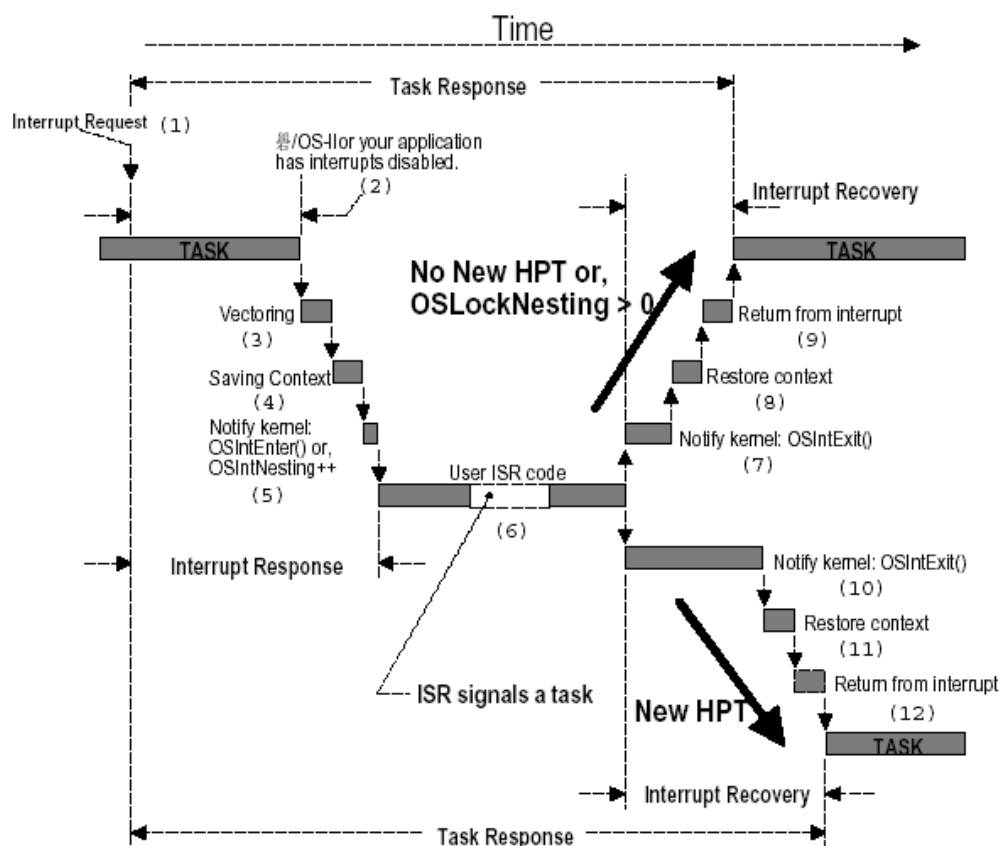 Time
Task Response
Interrupt Request (1)
/OS-IIor your application
has interrupts disabled.
(2)
Interrupt Recovery
TASK
TASK
No New HPT or,
OSLockNesting > 0
Vectoring
(3)
Return from interrupt
(9)
Saving Context
(4)
Restore context
(8)
Notify kernel:
OSIntEnter() or,
OSIntNesting++
(5)
Notify kernel: OSIntExit()
(7)
User ISR code
(6)
Interrupt Response
Notify kernel: OSIntExit()
(10)
Restore context
(11)
ISR signals a task
Return from interrupt
(12)
New HPT
TASK
Interrupt Recovery
Task Response